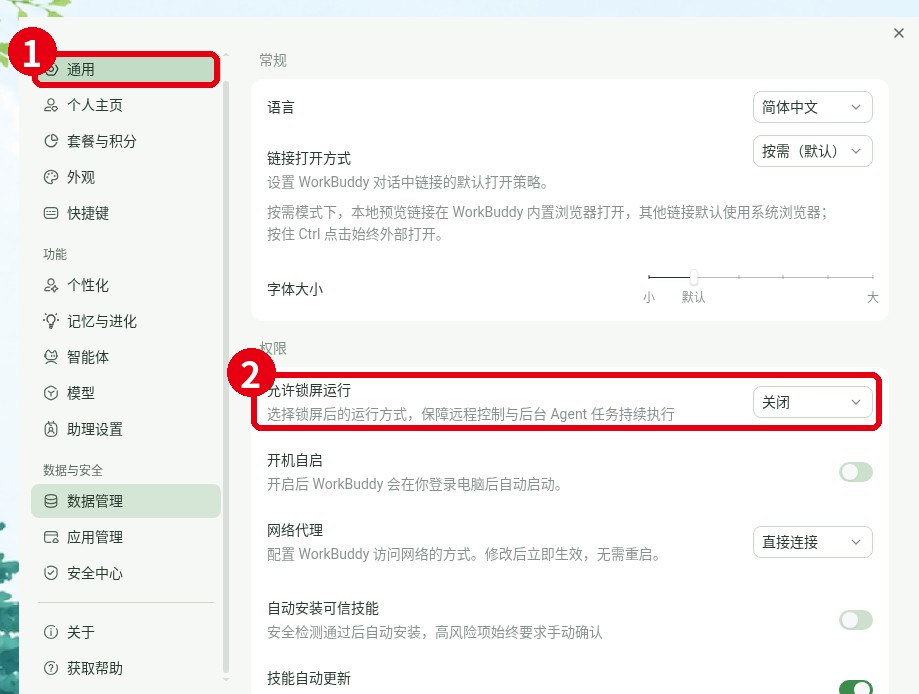 1
通用
个人主页
套餐与积分
外观
快捷键
功能
个性化
记忆与进化
智能体
模型
助理设置
数据与安全
数据管理
应用管理
安全中心
关于
获取帮助
常规
语言
简体中文
链接打开方式
按需（默认）
设置 WorkBuddy 对话中链接的默认打开策略。
按需模式下，本地预览链接在 WorkBuddy 内置浏览器打开，其他链接默认使用系统浏览器；
按住 Ctrl 点击始终外部打开。
字体大小
小
默认
大
权限
2
允许锁屏运行
选择锁屏后的运行方式，保障远程控制与后台 Agent 任务持续执行
关闭
开机自启
开启后 WorkBuddy 会在你登录电脑后自动启动。
网络代理
配置 WorkBuddy 访问网络的方式。修改后立即生效，无需重启。
直接连接
自动安装可信技能
安全检测通过后自动安装，高风险项始终要求手动确认
技能自动更新